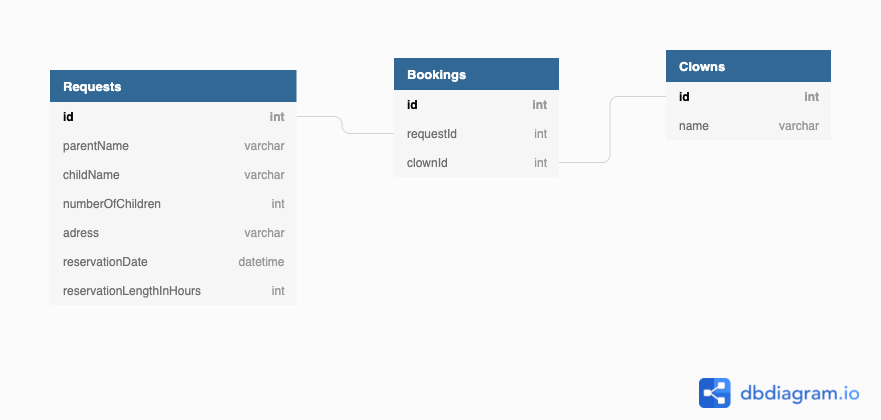 Requests
id int
parentName varchar
childName varchar
numberOfChildren int
adress varchar
reservationDate datetime
reservationLengthInHours int
Bookings
id int
requestId int
clownId int
Clowns
id int
name varchar
dbdiagram.io